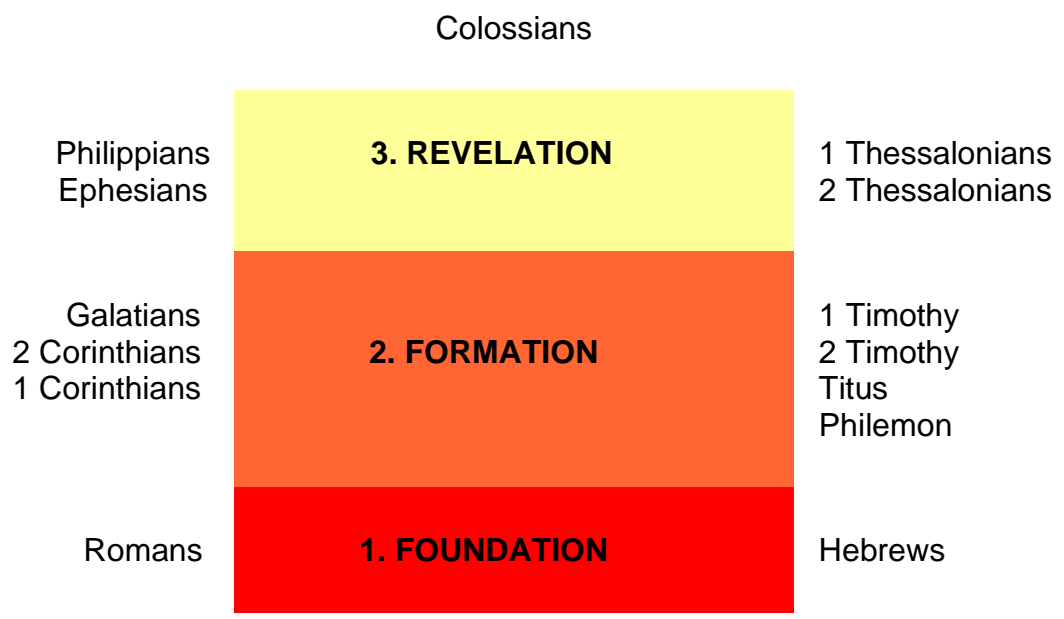 Colossians
Philippians 3. REVELATION 1 Thessalonians
Ephesians 2 Thessalonians
Galatians 1 Timothy
2 Corinthians 2. FORMATION 2 Timothy
1 Corinthians Titus
Philemon
Romans 1. FOUNDATION Hebrews